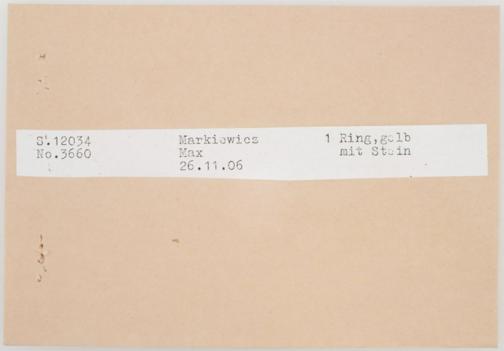 S'.12034 Markiewicz 1 Ring,gelb
No.3660 Max mit Stein
26.11.06